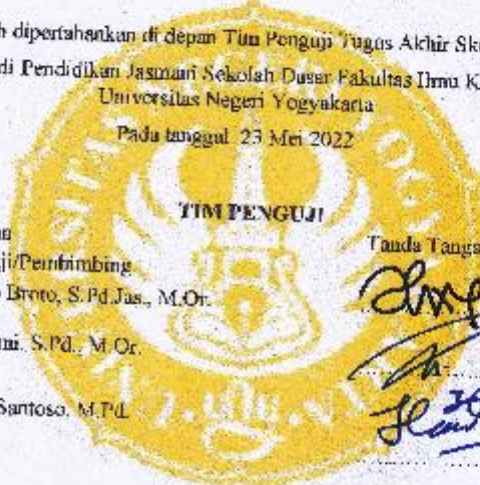 h dipertahankan di depan Tim Penguji Tugas Akhir Sk
di Pendidikan Jasmani Sekolah Dasar Fakultas Ilmu K
Universitas Negeri Yogyakarta
Pada tanggal 23 Mei 2022
TIM PENGUJI
n Tanda Tanga
ji/Pembimbing
Broto, S.Pd.Jas., M.Or.
ni, S.Pd., M.Or.
Santoso, M.Pd.